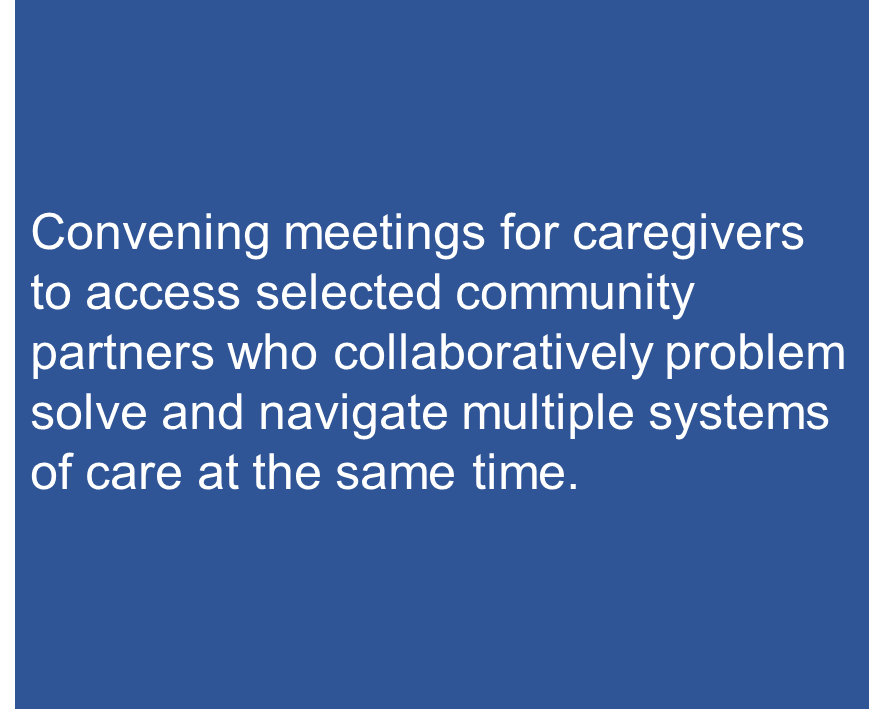 Convening meetings for caregivers
to access selected community
partners who collaboratively problem
solve and navigate multiple systems
of care at the same time.